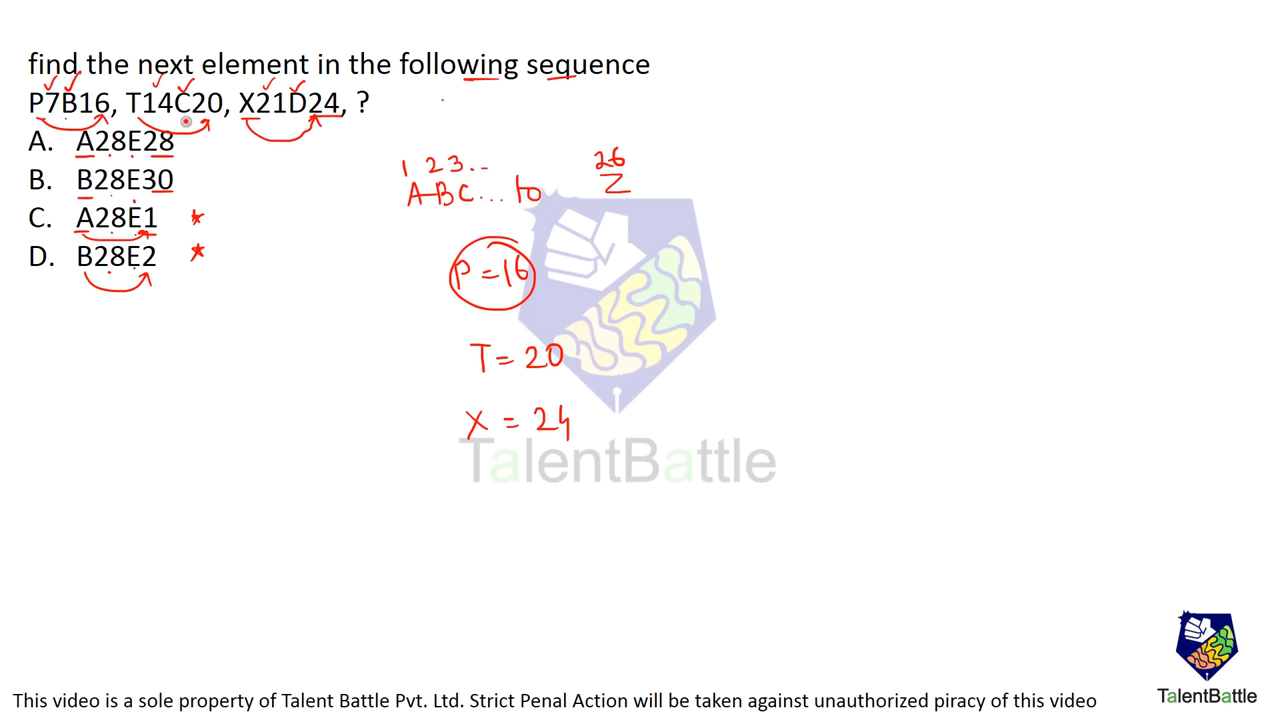 find the next element in the following sequence
P7B16, T14C20, X21D24, ?
A. A28E28
B. B28E30
C. A28E1
D. B28E2
1 2 3 .. 26
A B C ... to Z
P = 16
T = 20
X = 24
TalentBattle
TalentBattle
This video is a sole property of Talent Battle Pvt. Ltd. Strict Penal Action will be taken against unauthorized piracy of this video